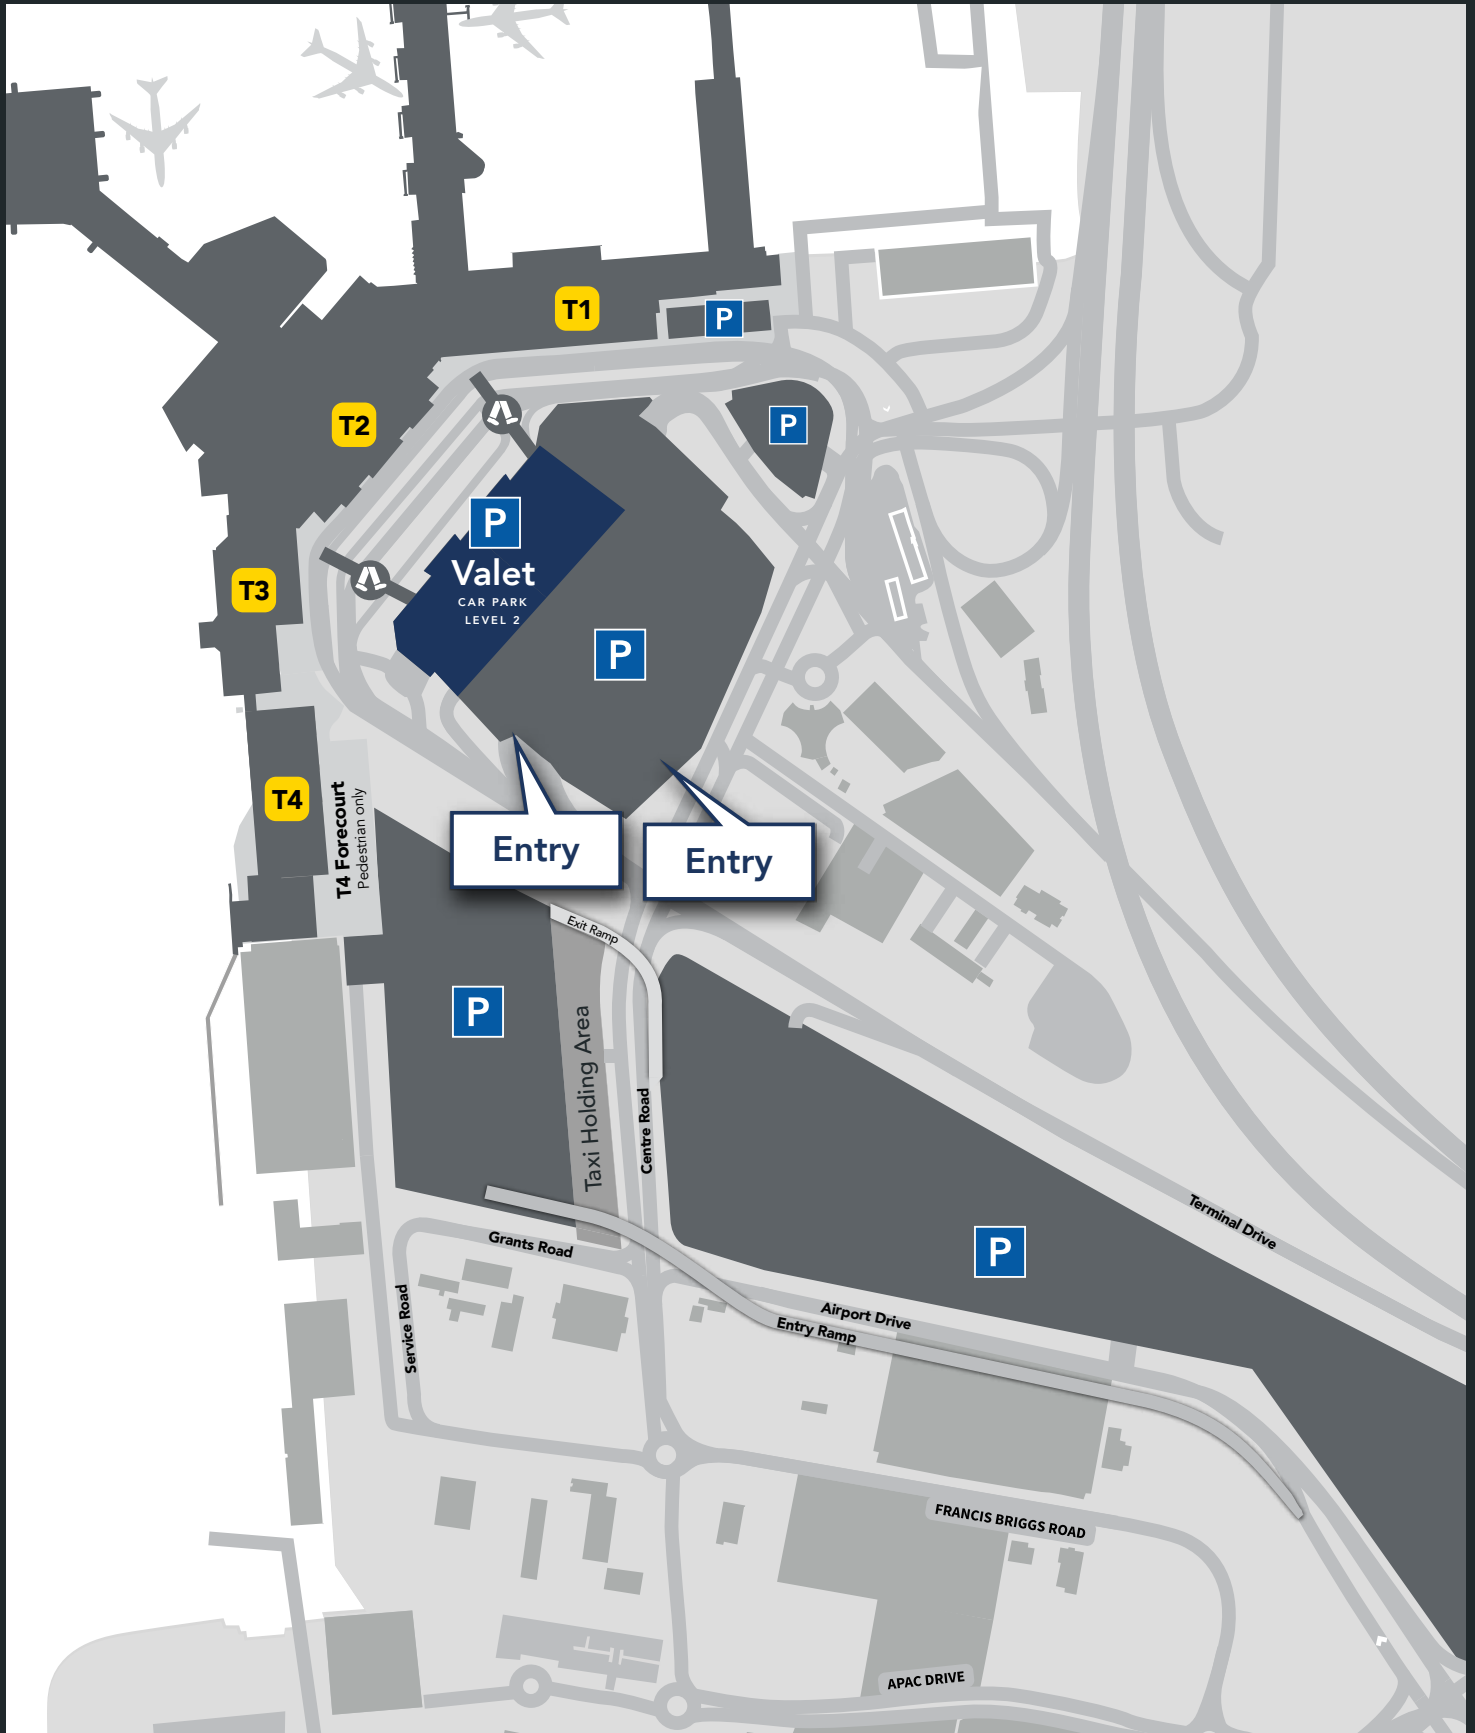 T1
P
T2
P
P
Valet
CAR PARK
LEVEL 2
T3
P
T4
T4 Forecourt
Pedestrian only
Entry
Entry
Exit Ramp
P
Taxi Holding Area
Centre Road
Terminal Drive
Grants Road
P
Service Road
Airport Drive
Entry Ramp
FRANCIS BRIGGS ROAD
APAC DRIVE